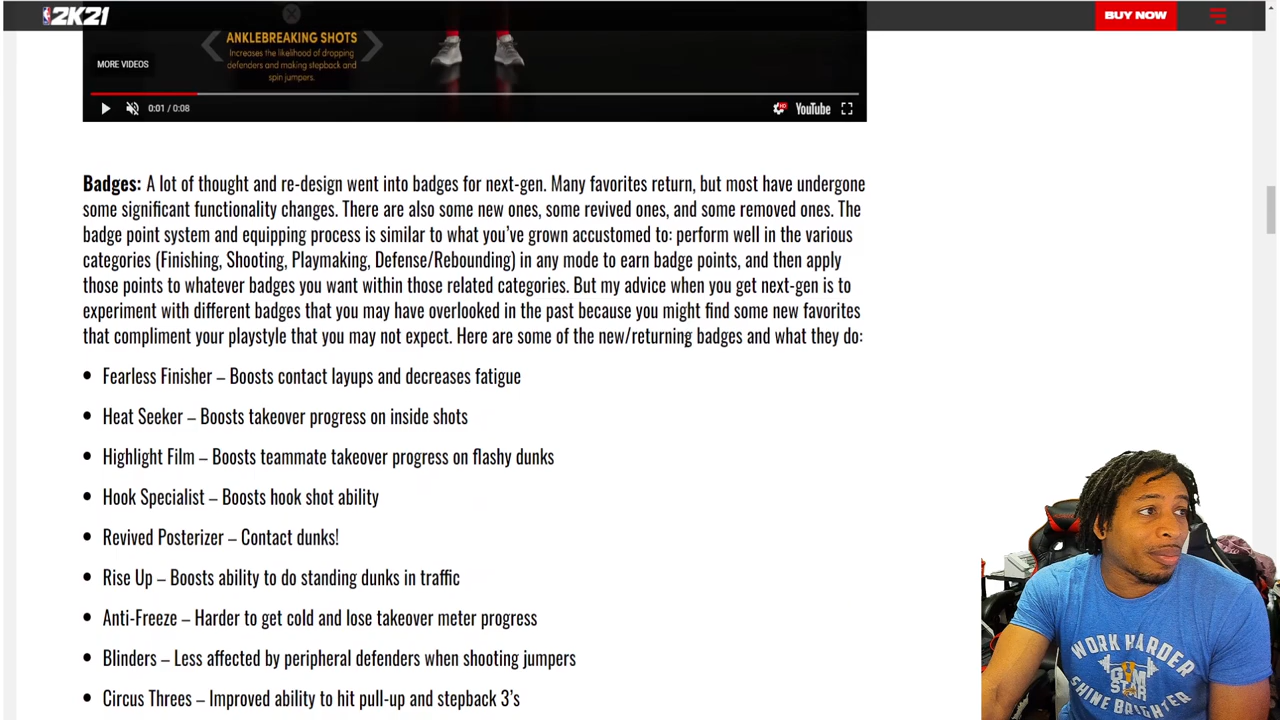 NBA 2K21
BUY NOW
ANKLEBREAKING SHOTS
Increases the likelihood of dropping
defenders and making stepback and
spin jumpers.
MORE VIDEOS
0:01 / 0:08
HD
YouTube
Badges: A lot of thought and re-design went into badges for next-gen. Many favorites return, but most have undergone
some significant functionality changes. There are also some new ones, some revived ones, and some removed ones. The
badge point system and equipping process is similar to what you've grown accustomed to: perform well in the various
categories (Finishing, Shooting, Playmaking, Defense/Rebounding) in any mode to earn badge points, and then apply
those points to whatever badges you want within those related categories. But my advice when you get next-gen is to
experiment with different badges that you may have overlooked in the past because you might find some new favorites
that compliment your playstyle that you may not expect. Here are some of the new/returning badges and what they do:
• Fearless Finisher – Boosts contact layups and decreases fatigue
• Heat Seeker – Boosts takeover progress on inside shots
• Highlight Film – Boosts teammate takeover progress on flashy dunks
• Hook Specialist – Boosts hook shot ability
• Revived Posterizer – Contact dunks!
• Rise Up – Boosts ability to do standing dunks in traffic
• Anti-Freeze – Harder to get cold and lose takeover meter progress
• Blinders – Less affected by peripheral defenders when shooting jumpers
• Circus Threes – Improved ability to hit pull-up and stepback 3's
WORK HARDER
GYM
STAR
SHINE BRIGHTER